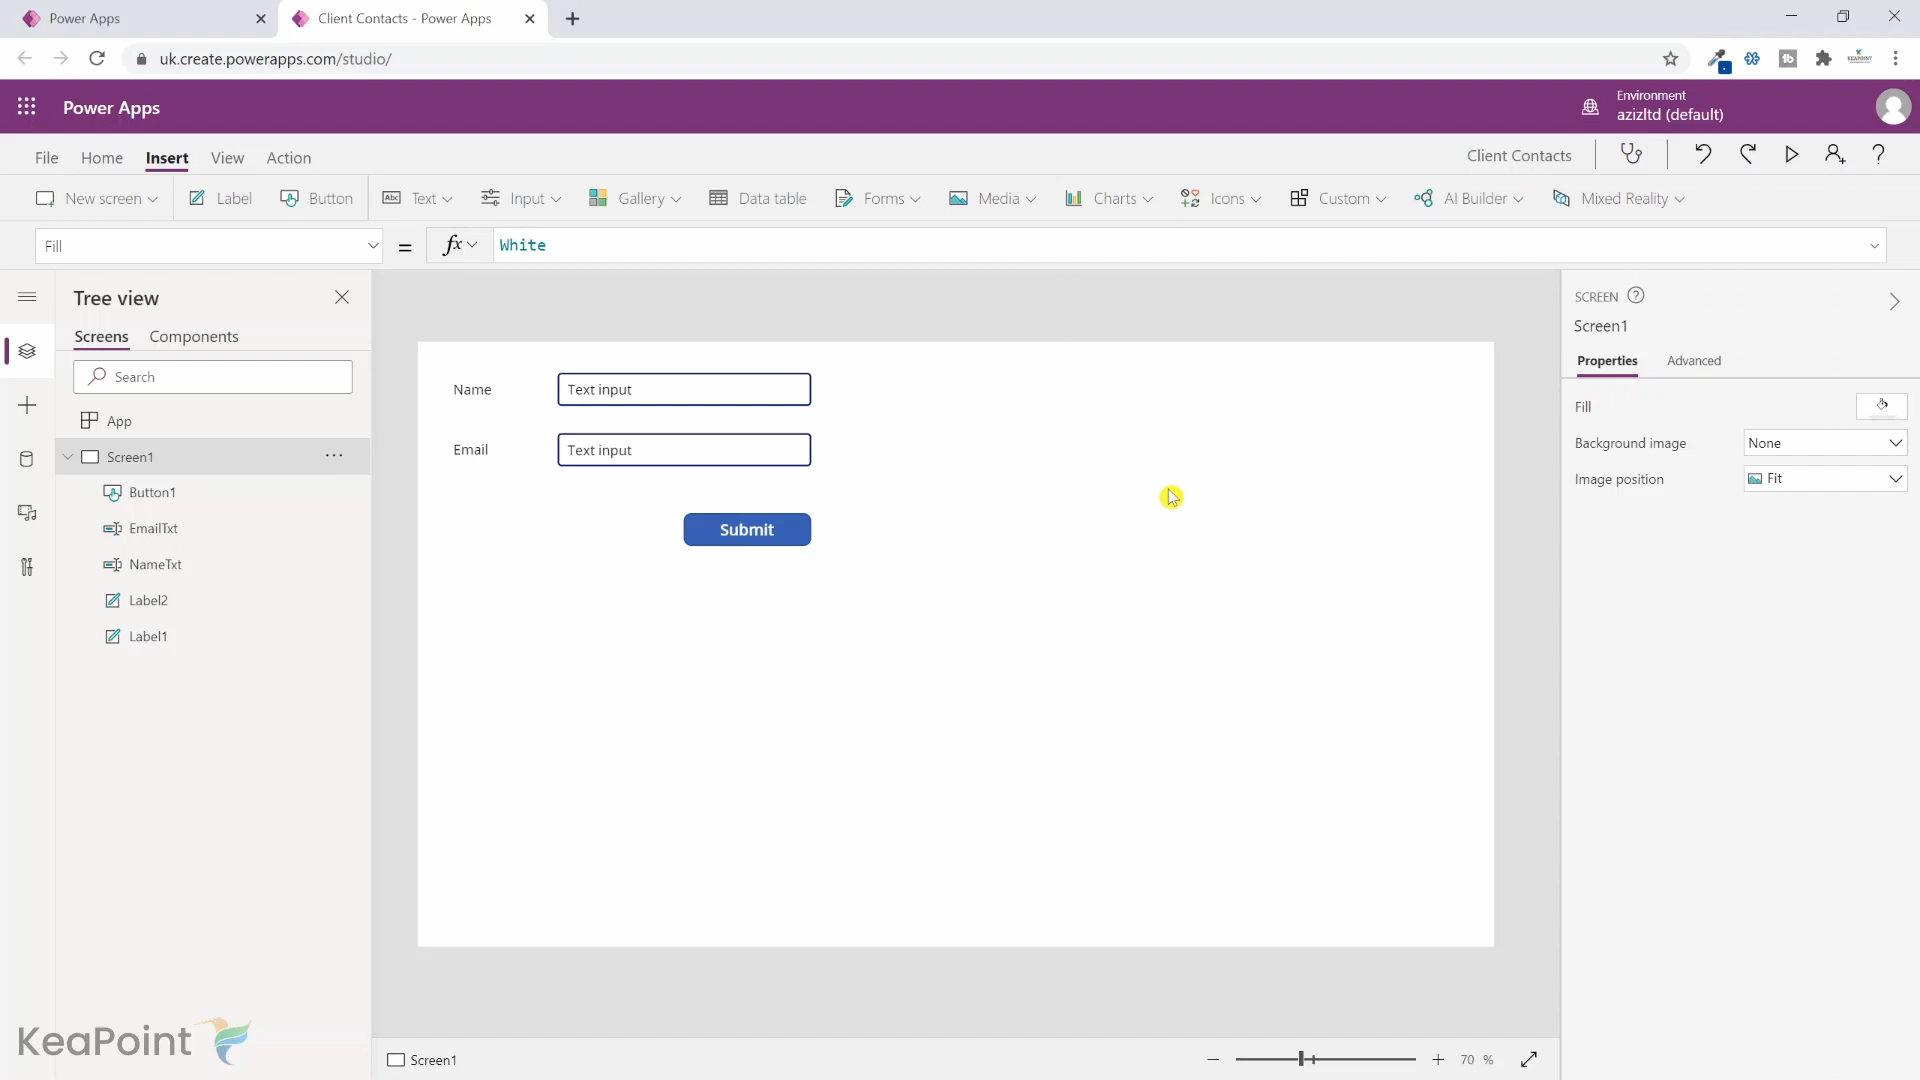 Power Apps
Client Contacts - Power Apps
uk.create.powerapps.com/studio/
Power Apps
Environment
azizltd (default)
File
Home
Insert
View
Action
Client Contacts
New screen
Label
Button
Abc
Text
Input
Gallery
Data table
Forms
Media
Charts
Icons
Custom
AI Builder
Mixed Reality
Fill
=
fx
White
Tree view
Screens
Components
Search
App
Screen1
Button1
EmailTxt
NameTxt
Label2
Label1
Name
Text input
Email
Text input
Submit
SCREEN
Screen1
Properties
Advanced
Fill
Background image
None
Image position
Fit
KeaPoint
Screen1
70 %